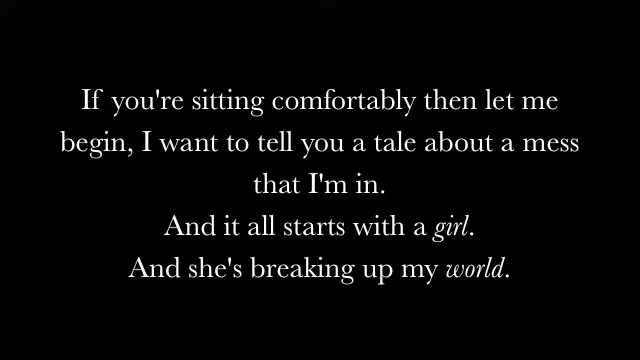 If you're sitting comfortably then let me
begin, I want to tell you a tale about a mess
that I'm in.
And it all starts with a girl.
And she's breaking up my world.